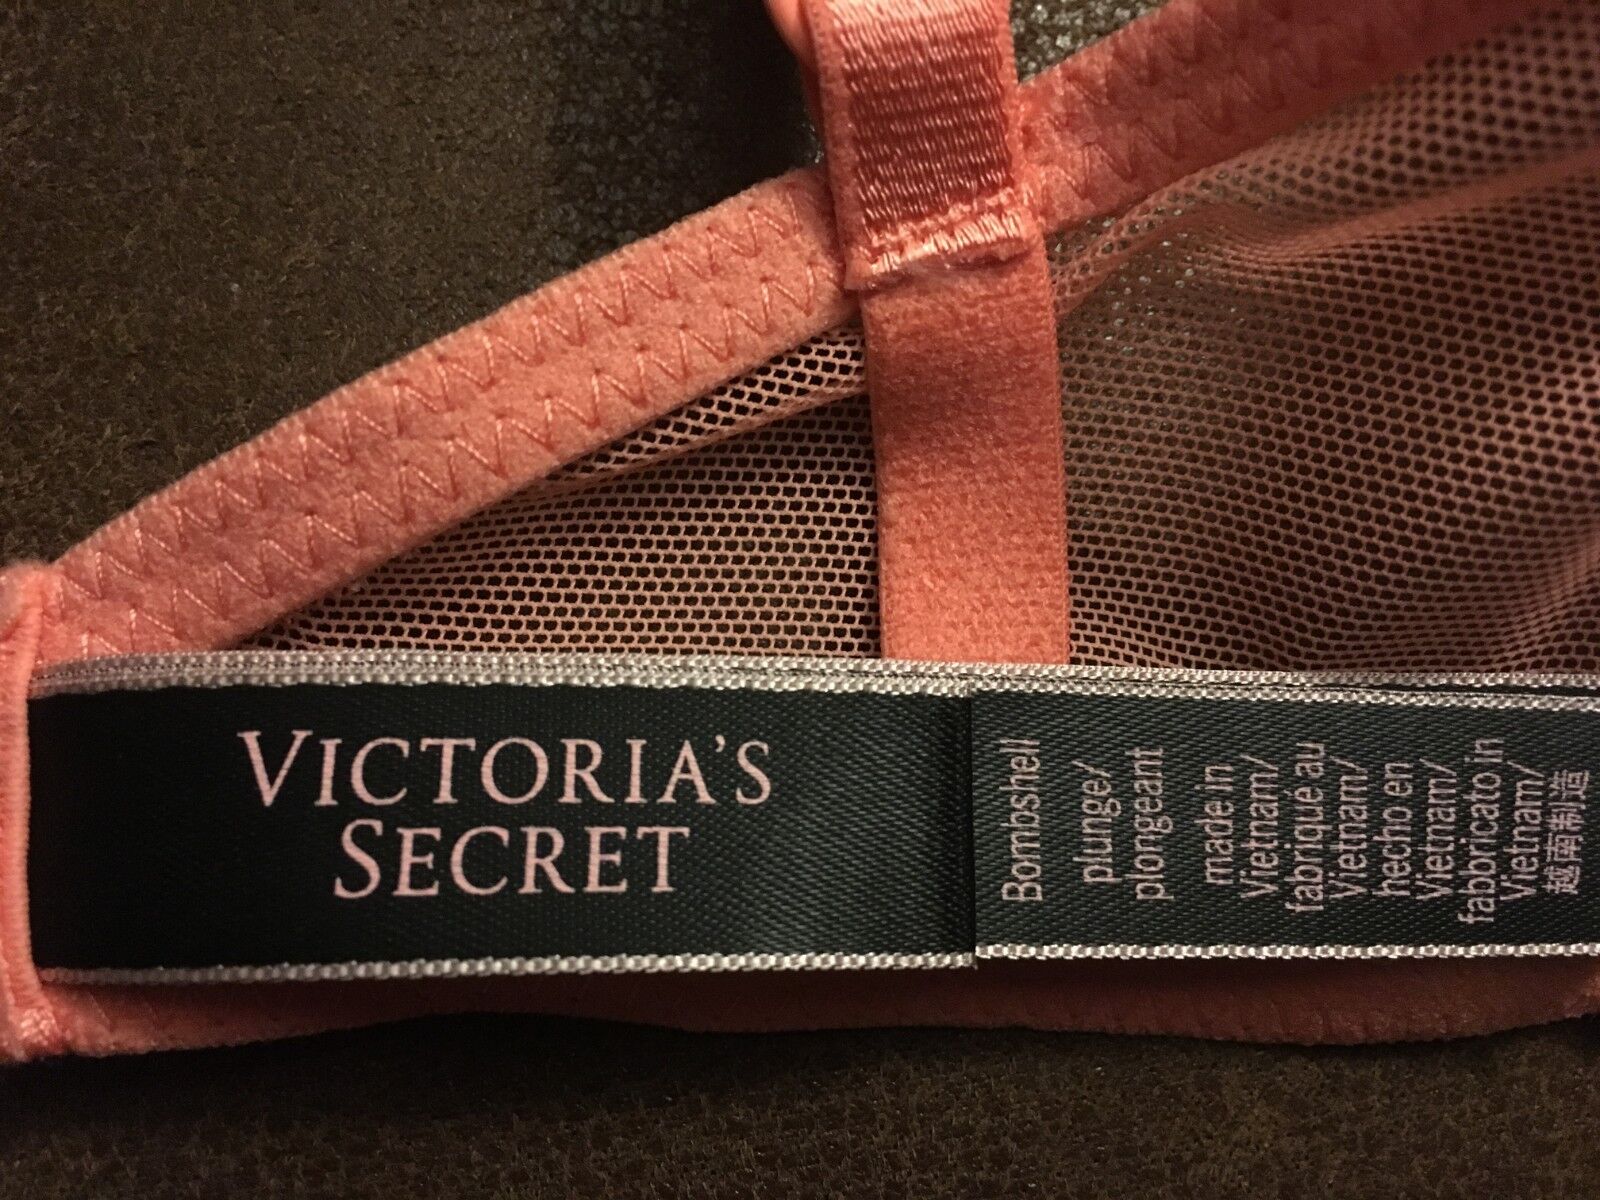 VICTORIA'S
SECRET
Bombshell
plunge/
plongeant
made in
Vietnam/
fabriqué au
Vietnam/
hecho en
Vietnam/
fabbricato in
Vietnam/
越南制造